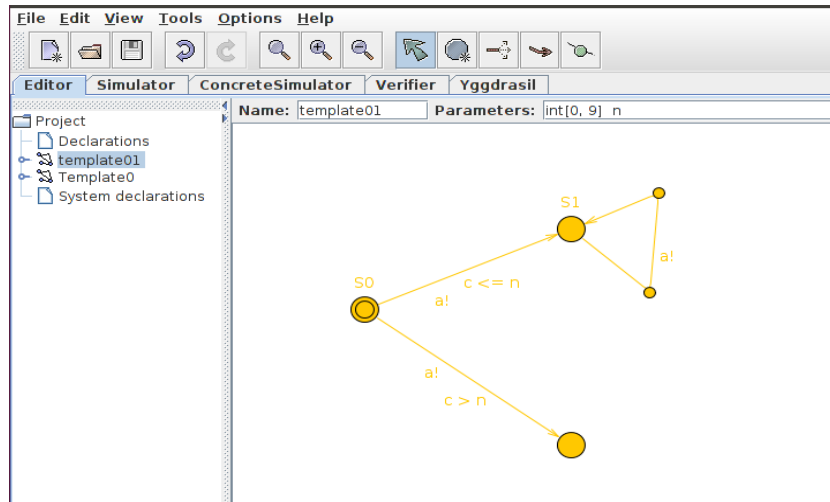 File Edit View Tools Options Help
Editor Simulator ConcreteSimulator Verifier Yggdrasil
Project
Declarations
template01
Template0
System declarations
Name: template01 Parameters: int[0, 9] n
S1
a!
S0
c <= n
a!
a!
c > n